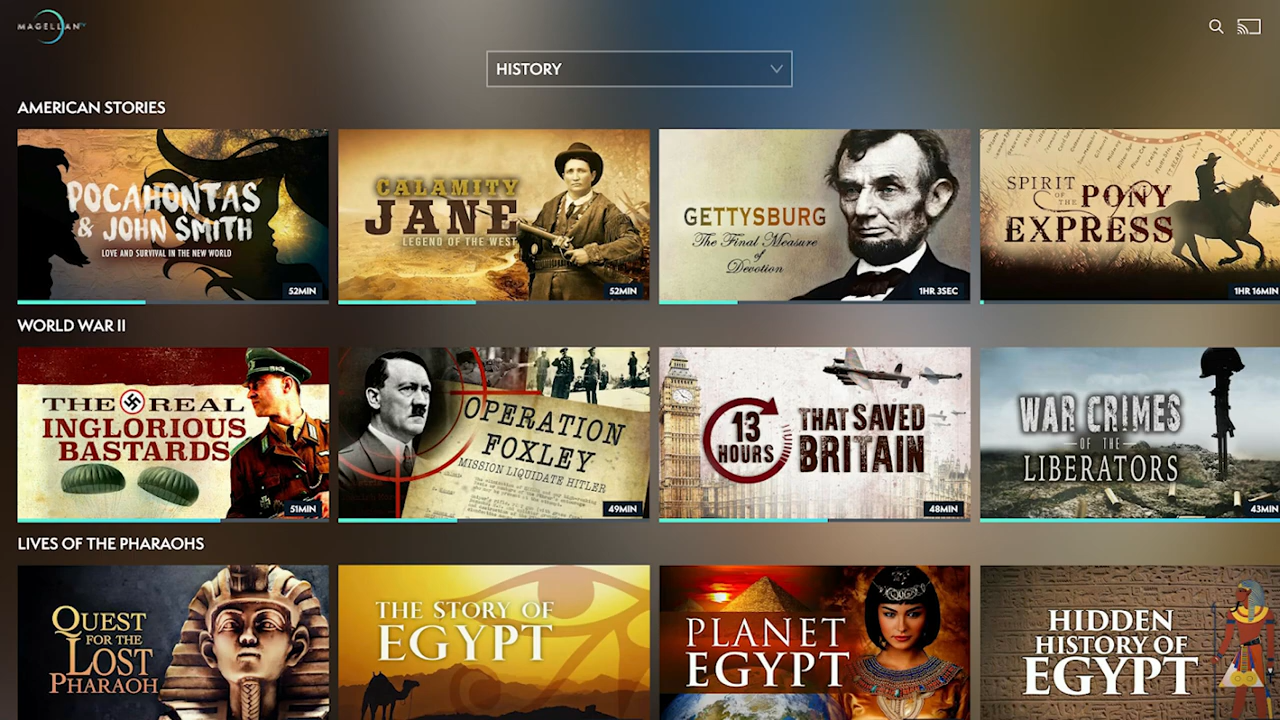 MAGELLANTV
HISTORY
AMERICAN STORIES
POCAHONTAS
& JOHN SMITH
LOVE AND SURVIVAL IN THE NEW WORLD
52MIN
CALAMITY
JANE
LEGEND OF THE WEST
52MIN
GETTYSBURG
The Final Measure
of
Devotion
1HR 3SEC
SPIRIT OF THE PONY
EXPRESS
1HR 16MIN
WORLD WAR II
THE REAL
INGLORIOUS
BASTARDS
51MIN
OPERATION
FOXLEY
MISSION LIQUIDATE HITLER
49MIN
13
HOURS
THAT SAVED
BRITAIN
48MIN
WAR CRIMES
OF THE
LIBERATORS
43MIN
LIVES OF THE PHARAOHS
QUEST
FOR THE
LOST
PHARAOH
THE STORY OF
EGYPT
PLANET
EGYPT
HIDDEN
HISTORY OF
EGYPT